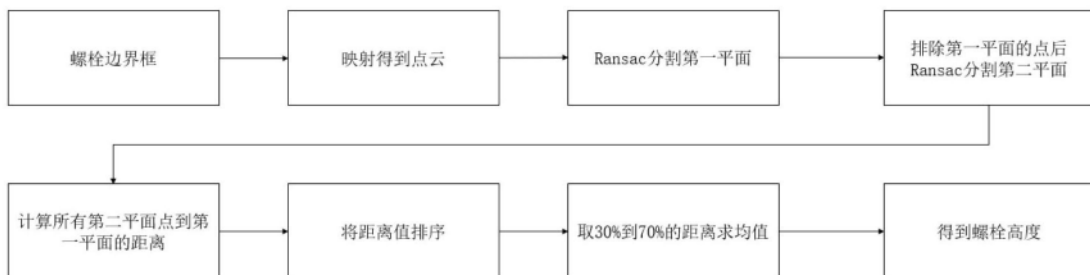 螺栓边界框
映射得到点云
Ransac分割第一平面
排除第一平面的点后
Ransac分割第二平面
计算所有第二平面点到第
一平面的距离
将距离值排序
取30%到70%的距离求均值
得到螺栓高度